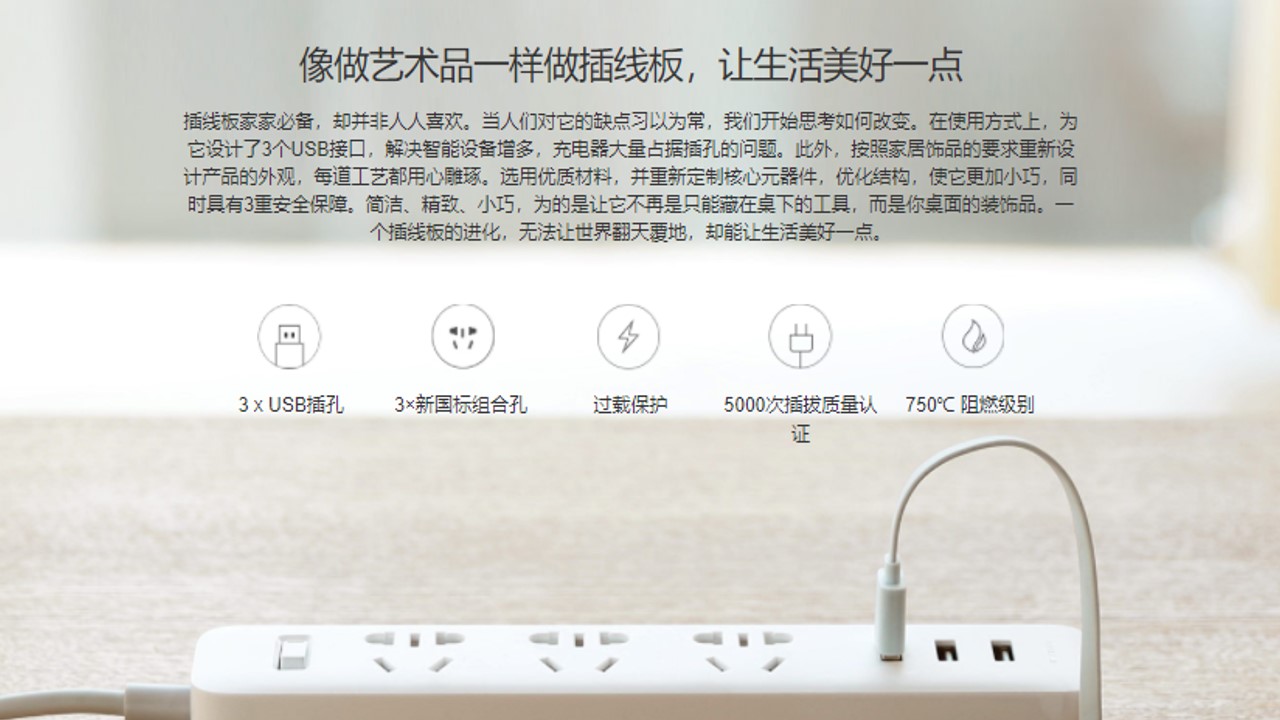 像做艺术品一样做插线板，让生活美好一点
插线板家家必备，却并非人人喜欢。当人们对它的缺点习以为常，我们开始思考如何改变。在使用方式上，为
它设计了3个USB接口，解决智能设备增多，充电器大量占据插孔的问题。此外，按照家居饰品的要求重新设
计产品的外观，每道工艺都用心雕琢。选用优质材料，并重新定制核心元器件，优化结构，使它更加小巧，同
时具有3重安全保障。简洁、精致、小巧，为的是让它不再是只能藏在桌下的工具，而是你桌面的装饰品。一
个插线板的进化，无法让世界翻天覆地，却能让生活美好一点。
3 x USB插孔
3×新国标组合孔
过载保护
5000次插拔质量认
证
750℃ 阻燃级别